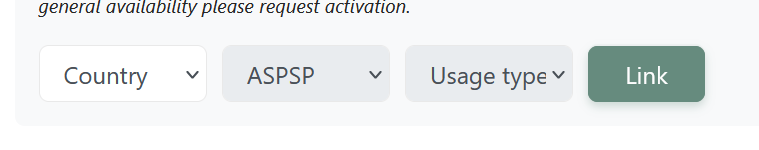 general availability please request activation.
Country
ASPSP
Usage type
Link